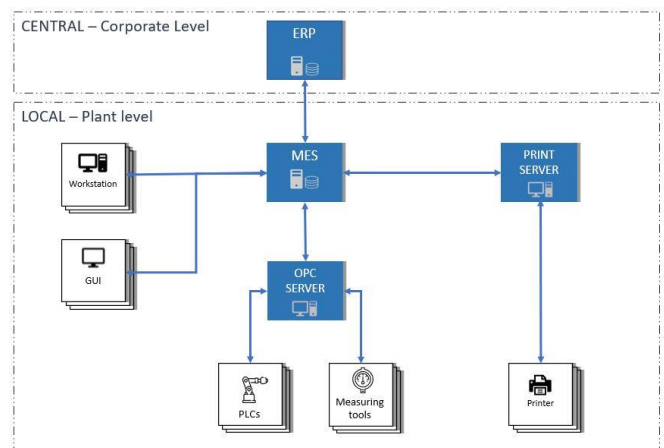 CENTRAL – Corporate Level
ERP
LOCAL – Plant level
MES
PRINT
SERVER
Workstation
GUI
OPC
SERVER
PLCs
Measuring
tools
Printer